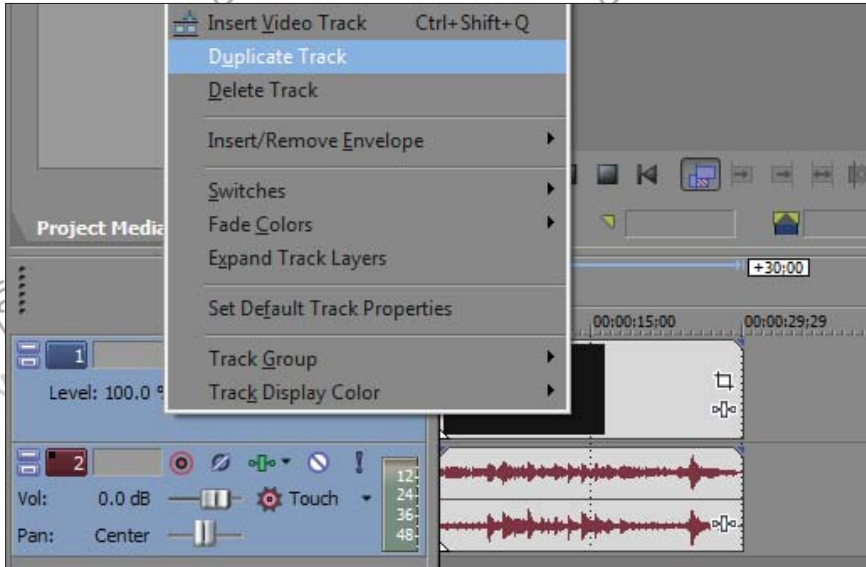 Insert Video Track Ctrl+Shift+Q
Duplicate Track
Delete Track
Insert/Remove Envelope
Switches
Fade Colors
Expand Track Layers
Set Default Track Properties
Track Group
Track Display Color
Project Media
+30;00
00:00:15;00 00:00:29;29
1
Level: 100.0 %
2
Vol: 0.0 dB Touch
Pan: Center
12
24
36
48